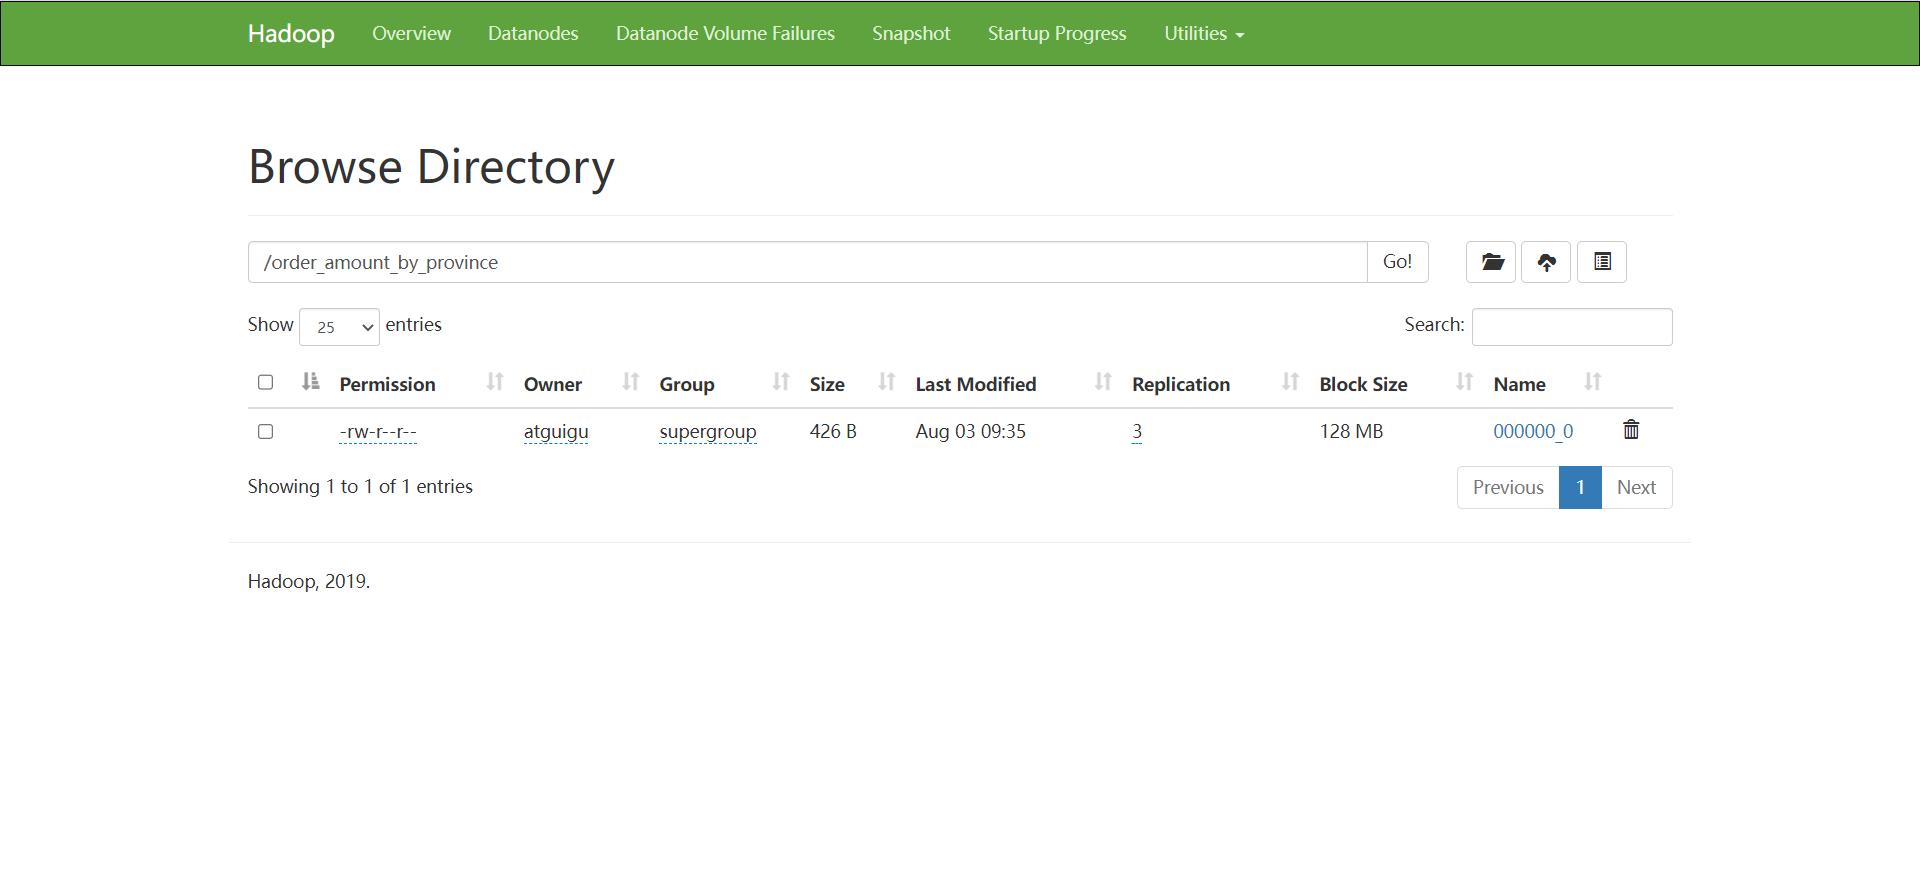 Hadoop Overview Datanodes Datanode Volume Failures Snapshot Startup Progress Utilities
Browse Directory
/order_amount_by_province Go!
Show 25 entries Search:
Permission Owner Group Size Last Modified Replication Block Size Name
-rw-r--r-- atguigu supergroup 426 B Aug 03 09:35 3 128 MB 000000_0
Showing 1 to 1 of 1 entries Previous 1 Next
Hadoop, 2019.